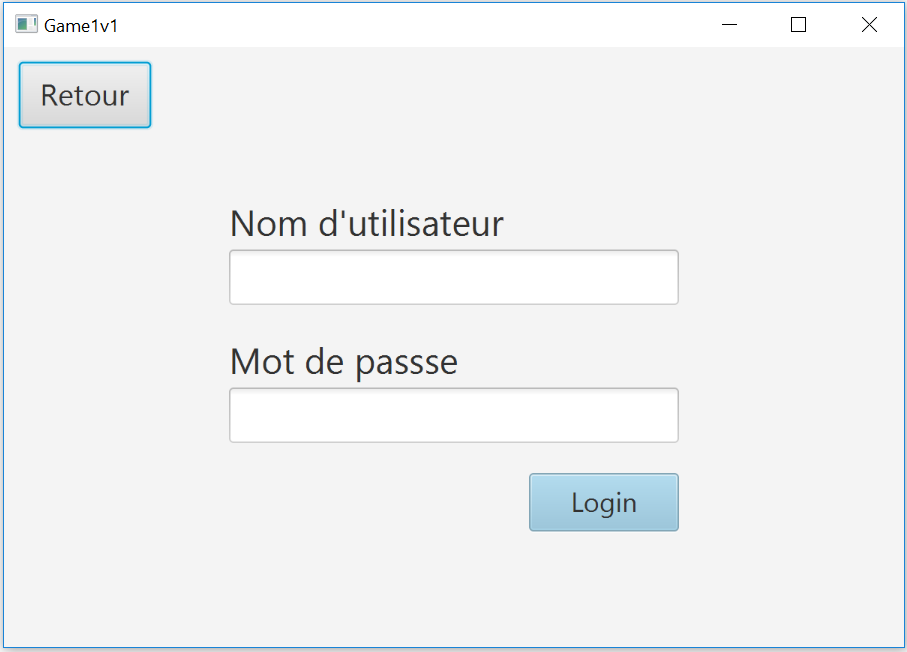 Game1v1
Retour
Nom d'utilisateur
Mot de passse
Login